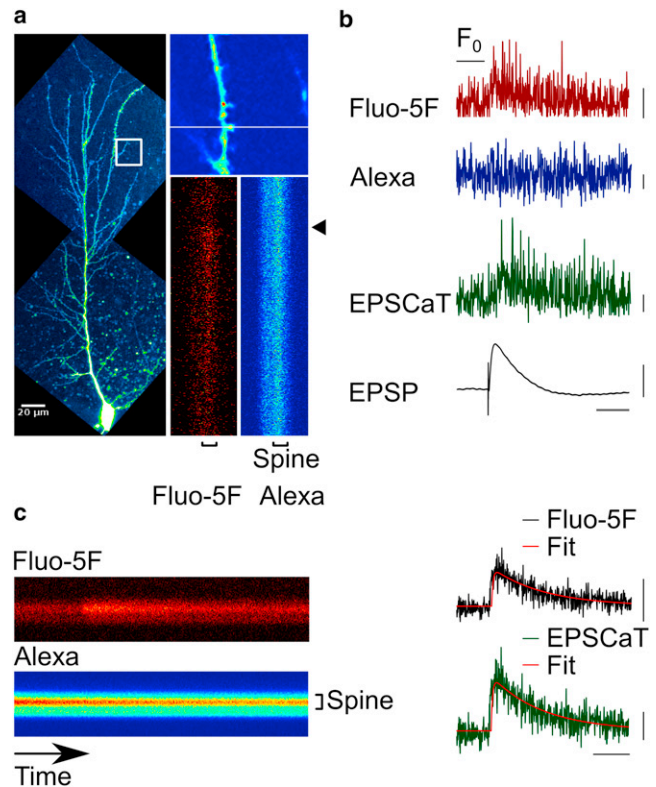 a
20 μm
Spine
Fluo-5F Alexa
b
F0
Fluo-5F
Alexa
EPSCaT
EPSP
c
Fluo-5F
Alexa
Spine
Time
Fluo-5F
Fit
EPSCaT
Fit